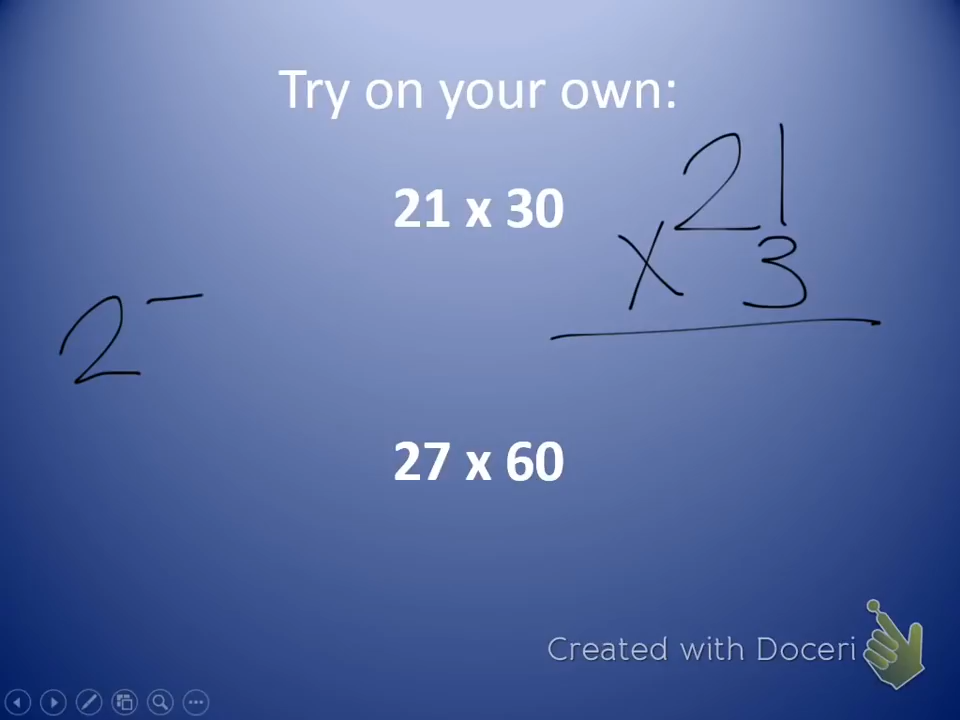 Try on your own:
21 x 30
21
x 3
2
27 x 60
Created with Doceri